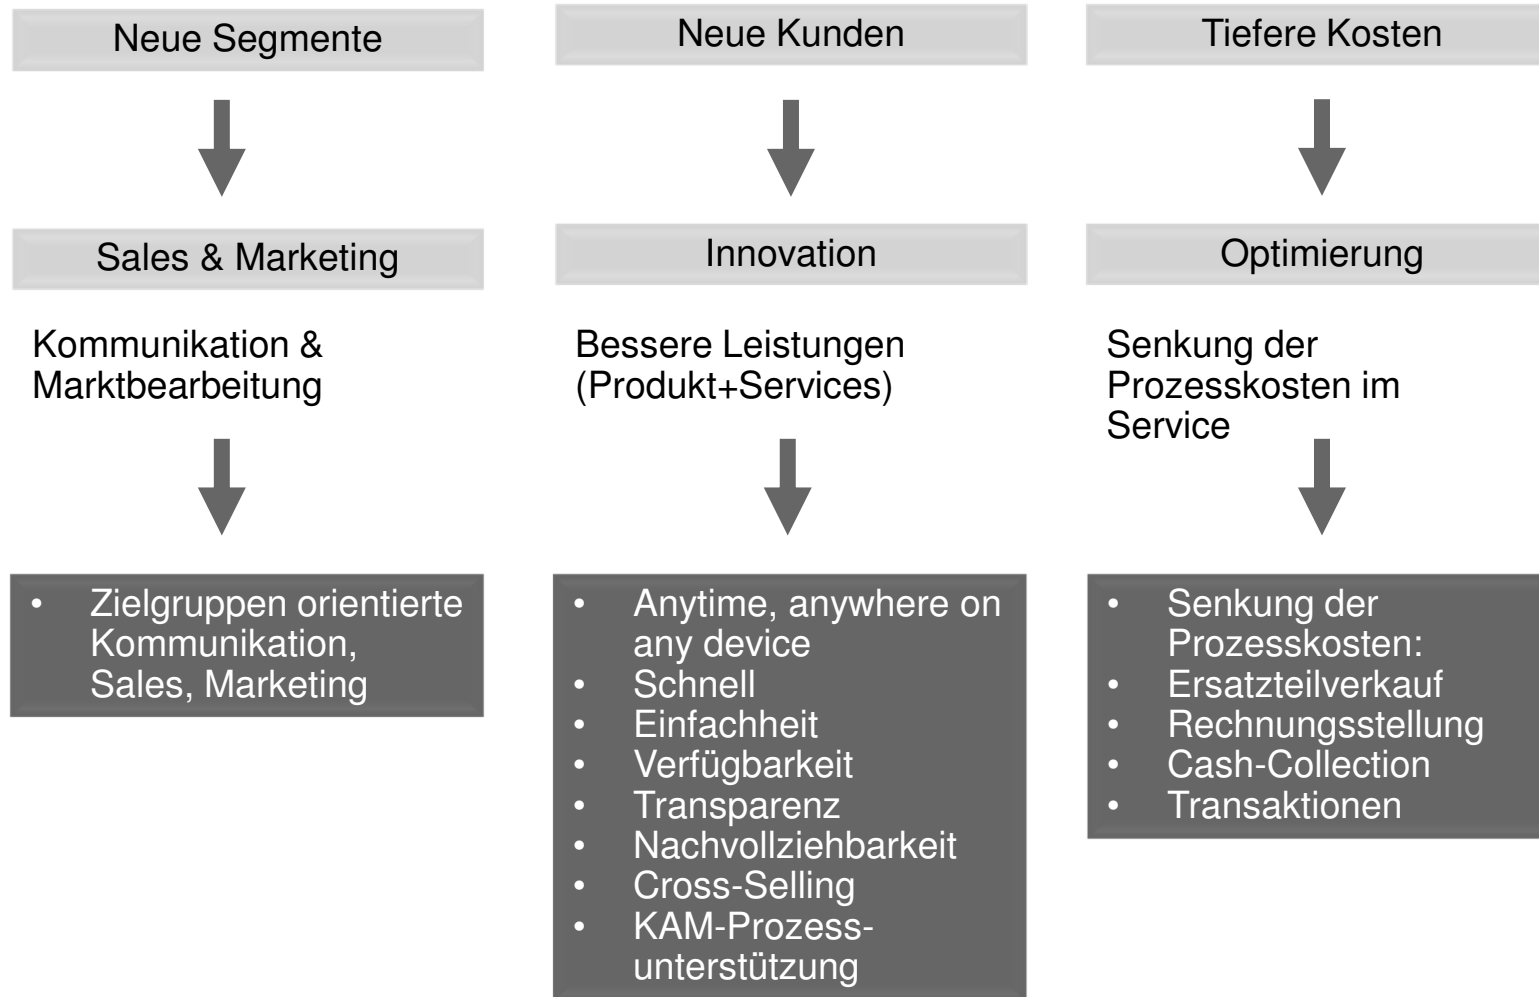 Neue Segmente
Sales & Marketing
Kommunikation &
Marktbearbeitung
• Zielgruppen orientierte
Kommunikation,
Sales, Marketing
Neue Kunden
Innovation
Bessere Leistungen
(Produkt+Services)
• Anytime, anywhere on
any device
• Schnell
• Einfachheit
• Verfügbarkeit
• Transparenz
• Nachvollziehbarkeit
• Cross-Selling
• KAM-Prozess-
unterstützung
Tiefere Kosten
Optimierung
Senkung der
Prozesskosten im
Service
• Senkung der
Prozesskosten:
• Ersatzteilverkauf
• Rechnungsstellung
• Cash-Collection
• Transaktionen